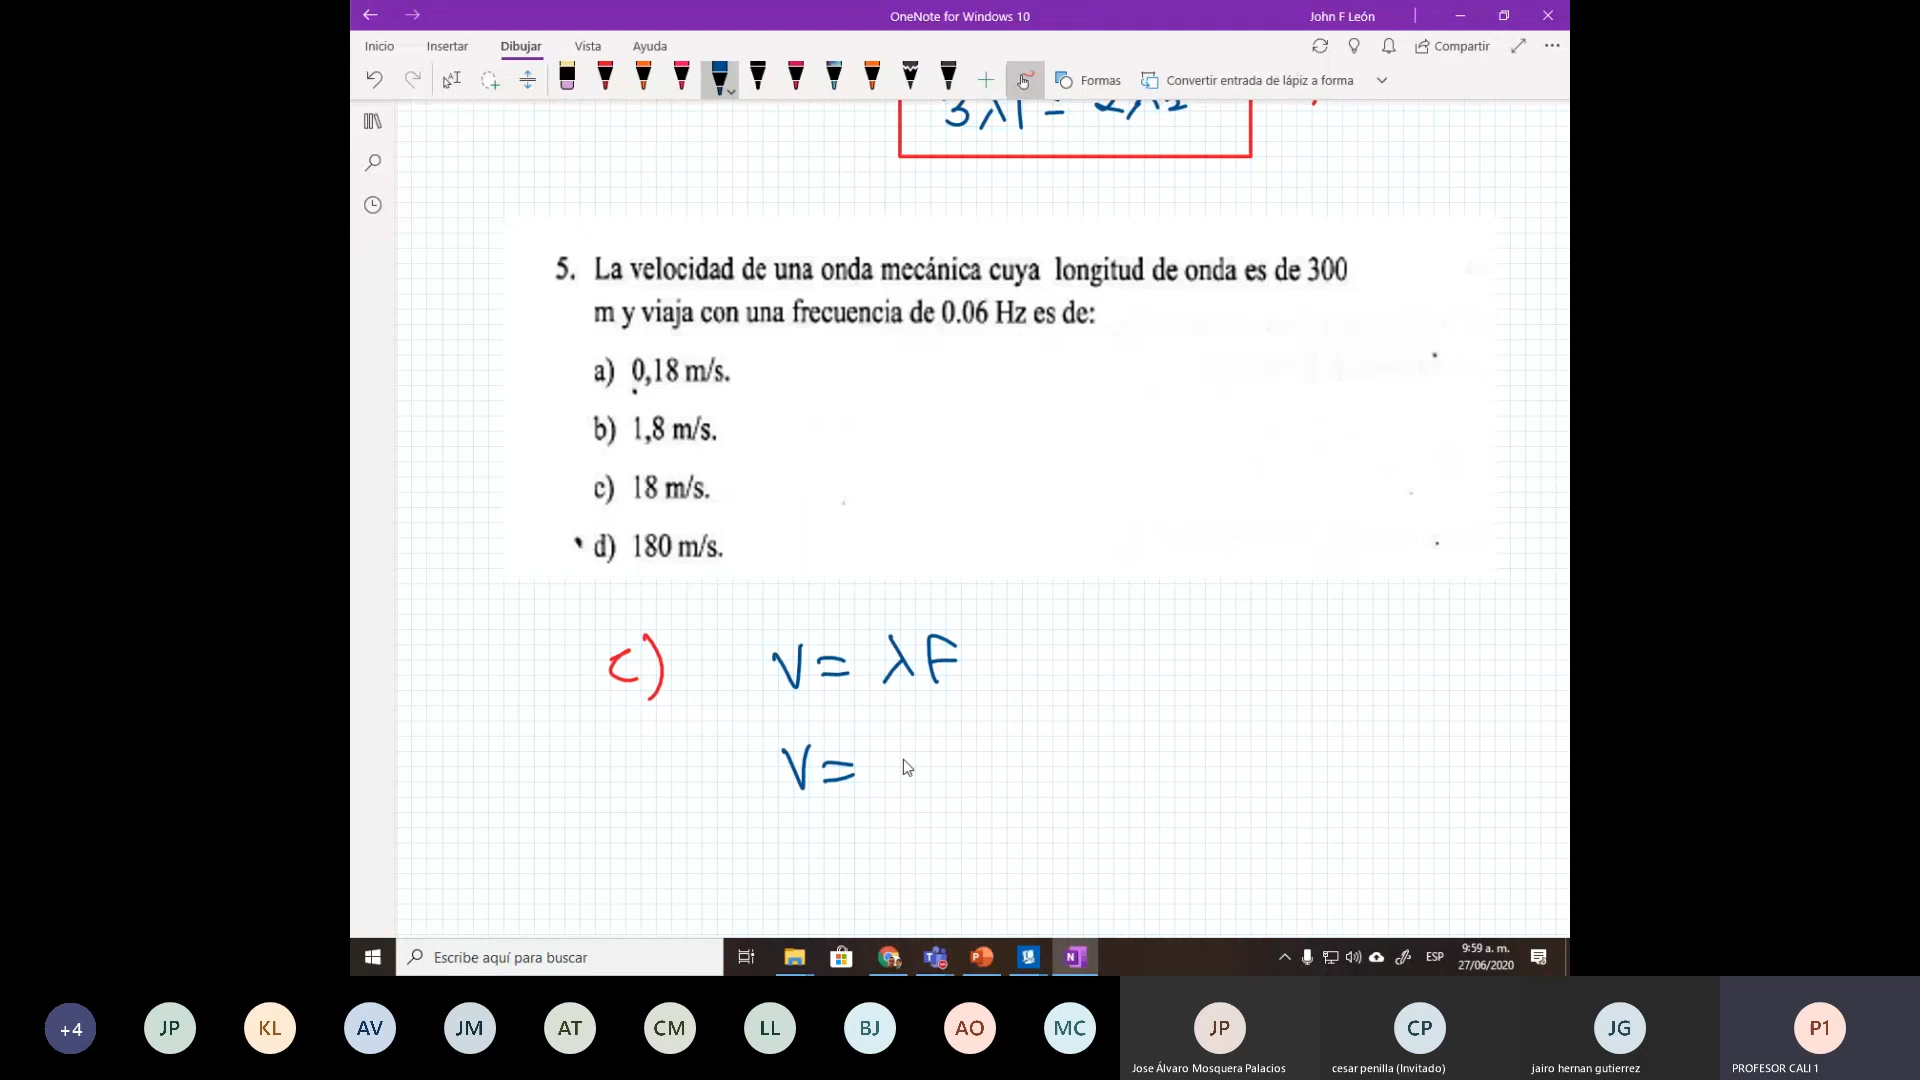 OneNote for Windows 10
John F León
Inicio Insertar Dibujar Vista Ayuda
Compartir
Formas
Convertir entrada de lápiz a forma
3λ1 = 2λ2
5. La velocidad de una onda mecánica cuya longitud de onda es de 300
m y viaja con una frecuencia de 0.06 Hz es de:
a) 0,18 m/s.
b) 1,8 m/s.
c) 18 m/s.
d) 180 m/s.
c) V = λF
V =
Escribe aquí para buscar
ESP
9:59 a. m.
27/06/2020
+4 JP KL AV JM AT CM LL BJ AO MC JP CP JG P1
Jose Álvaro Mosquera Palacios cesar penilla (Invitado) jairo hernan gutierrez PROFESOR CALI 1